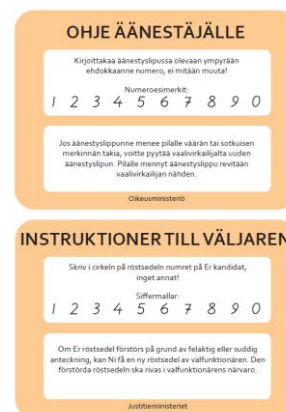 OHJE ÄÄNESTÄJÄLLE
Kirjoittakaa äänestyslipussa olevaan ympyrään
ehdokkaanne numero, ei mitään muuta!
Numeroesimerkit:
1 2 3 4 5 6 7 8 9 0
Jos äänestyslippunne menee pilalle väärän tai sotkuisen
merkinnän takia, voitte pyytää vaalivirkailijalta uuden
äänestyslipun. Pilalle mennyt äänestyslippu revitään
vaalivirkailijan nähden.
Oikeusministeriö
INSTRUKTIONER TILL VÄLJAREN
Skriv i cirkeln på röstsedeln numret på Er kandidat,
inget annat!
Siffermallar:
1 2 3 4 5 6 7 8 9 0
Om Er röstsedel förstörs på grund av felaktig eller suddig
anteckning, kan Ni få en ny röstsedel av valfunktionären. Den
förstörda röstsedeln ska rivas i valfunktionärens närvaro.
Justitieministeriet